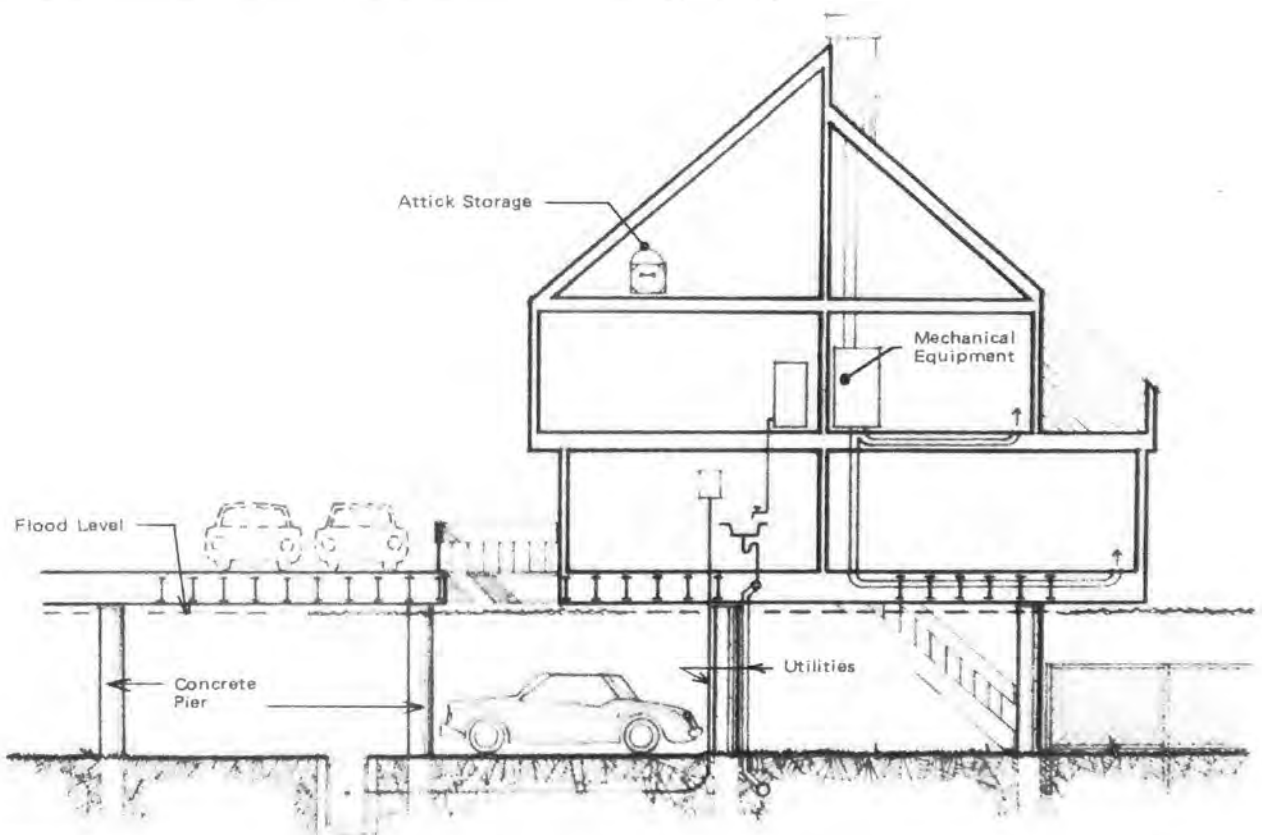 Attick Storage
Mechanical
Equipment
Flood Level
Concrete
Pier
Utilities